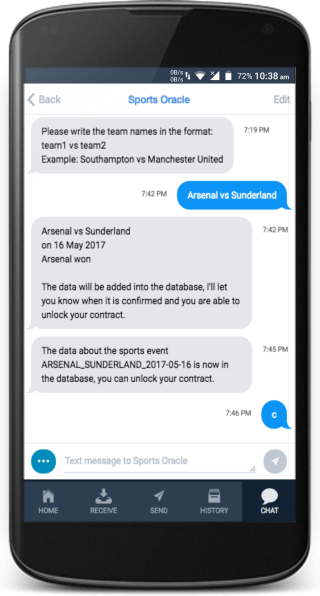 0B/s
0B/s
72% 10:38 am
Back
Sports Oracle
Edit
Please write the team names in the format:
team1 vs team2
Example: Southampton vs Manchester United
7:19 PM
7:42 PM
Arsenal vs Sunderland
Arsenal vs Sunderland
on 16 May 2017
Arsenal won
7:42 PM
The data will be added into the database, I'll let
you know when it is confirmed and you are able to
unlock your contract.
The data about the sports event
ARSENAL_SUNDERLAND_2017-05-16 is now in
the database, you can unlock your contract.
7:45 PM
7:46 PM
c
Text message to Sports Oracle
HOME
RECEIVE
SEND
HISTORY
CHAT